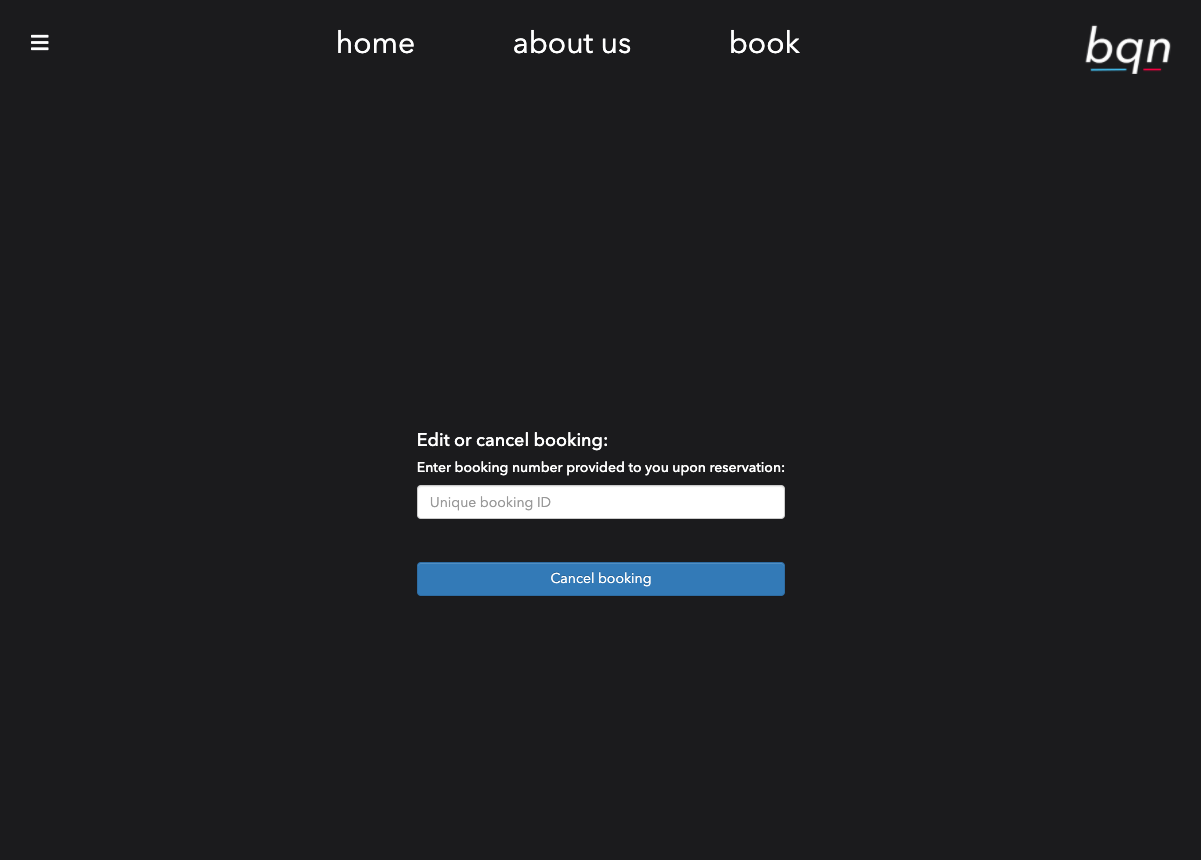 home about us book bqn
Edit or cancel booking:
Enter booking number provided to you upon reservation:
Unique booking ID
Cancel booking